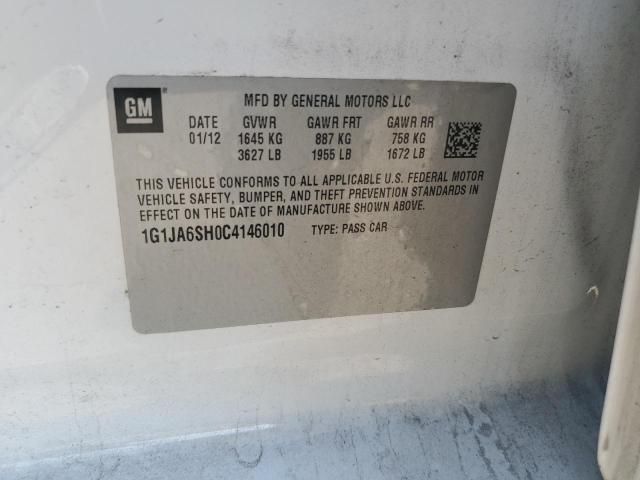 GM
MFD BY GENERAL MOTORS LLC
DATE GVWR GAWR FRT GAWR RR
01/12 1645 KG 887 KG 758 KG
3627 LB 1955 LB 1672 LB
THIS VEHICLE CONFORMS TO ALL APPLICABLE U.S. FEDERAL MOTOR
VEHICLE SAFETY, BUMPER, AND THEFT PREVENTION STANDARDS IN
EFFECT ON THE DATE OF MANUFACTURE SHOWN ABOVE.
1G1JA6SH0C4146010 TYPE: PASS CAR